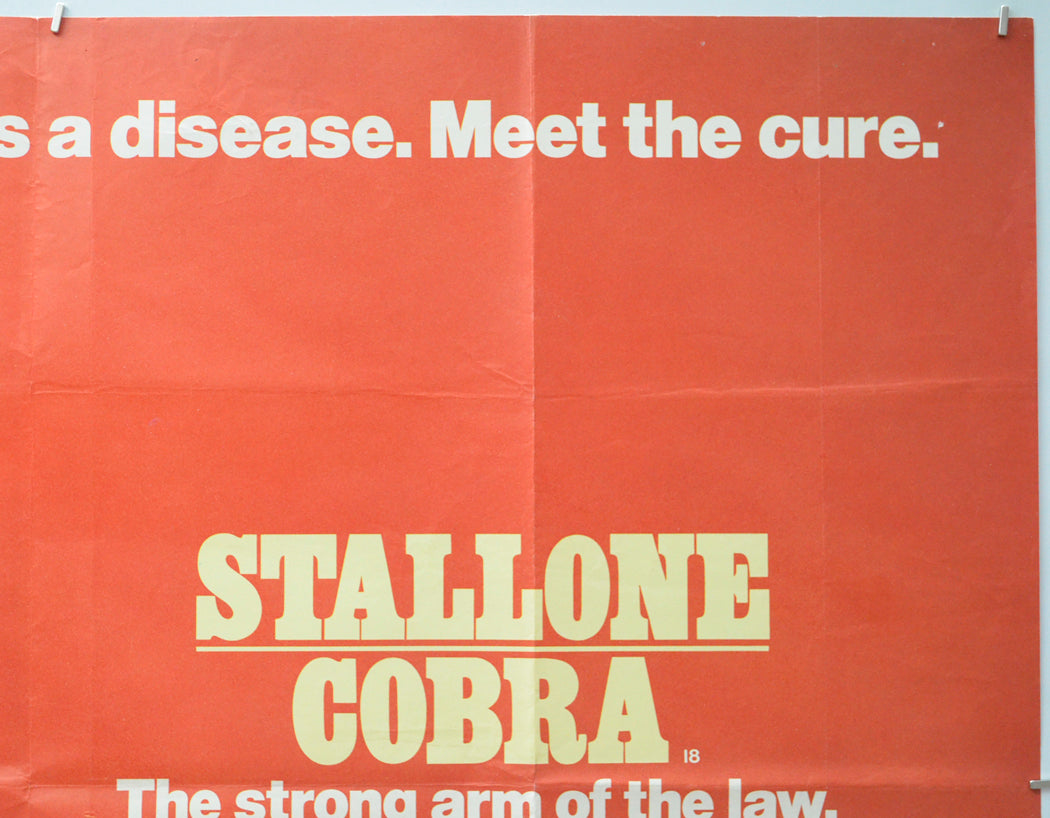 s a disease. Meet the cure.
STALLONE
COBRA 18
The strong arm of the law.